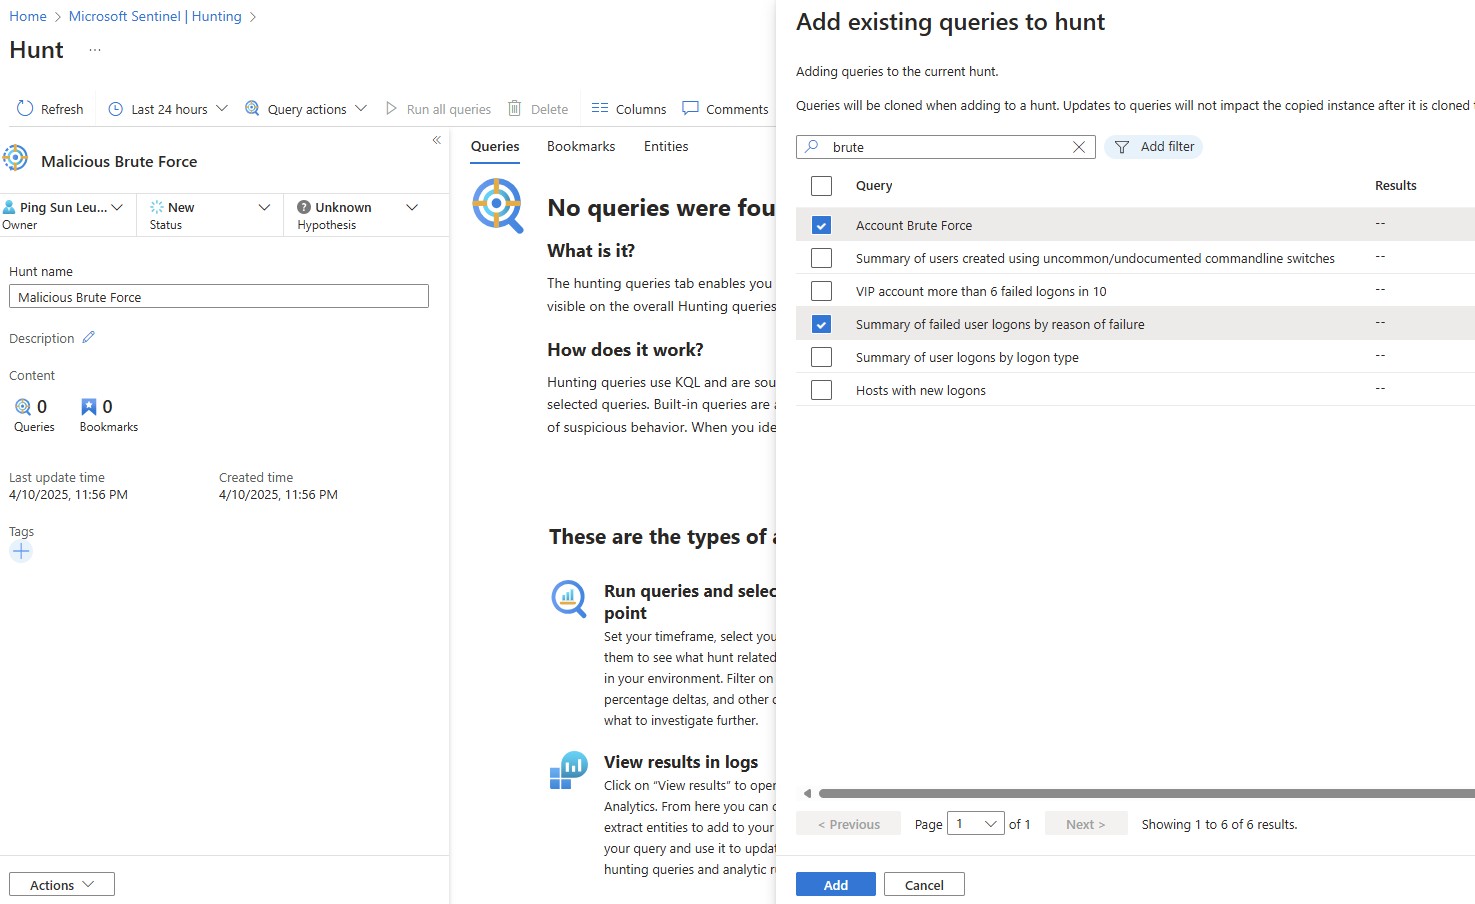 Home > Microsoft Sentinel | Hunting >
Hunt ...
Refresh Last 24 hours Query actions Run all queries Delete Columns Comments
«
Malicious Brute Force
Ping Sun Leu...
Owner
New
Status
? Unknown
Hypothesis
Hunt name
Malicious Brute Force
Description
Content
0
Queries
0
Bookmarks
Last update time
4/10/2025, 11:56 PM
Created time
4/10/2025, 11:56 PM
Tags
+
Actions
Queries Bookmarks Entities
No queries were fou
What is it?
The hunting queries tab enables you
visible on the overall Hunting queries
How does it work?
Hunting queries use KQL and are sou
selected queries. Built-in queries are
of suspicious behavior. When you ide
These are the types of
Run queries and selec
point
Set your timeframe, select you
them to see what hunt related
in your environment. Filter on
percentage deltas, and other
what to investigate further.
View results in logs
Click on “View results” to oper
Analytics. From here you can
extract entities to add to your
your query and use it to updat
hunting queries and analytic
Add existing queries to hunt
Adding queries to the current hunt.
Queries will be cloned when adding to a hunt. Updates to queries will not impact the copied instance after it is cloned
brute
Add filter
Query Results
Account Brute Force --
Summary of users created using uncommon/undocumented commandline switches --
VIP account more than 6 failed logons in 10 --
Summary of failed user logons by reason of failure --
Summary of user logons by logon type --
Hosts with new logons --
< Previous Page 1 of 1 Next > Showing 1 to 6 of 6 results.
Add Cancel